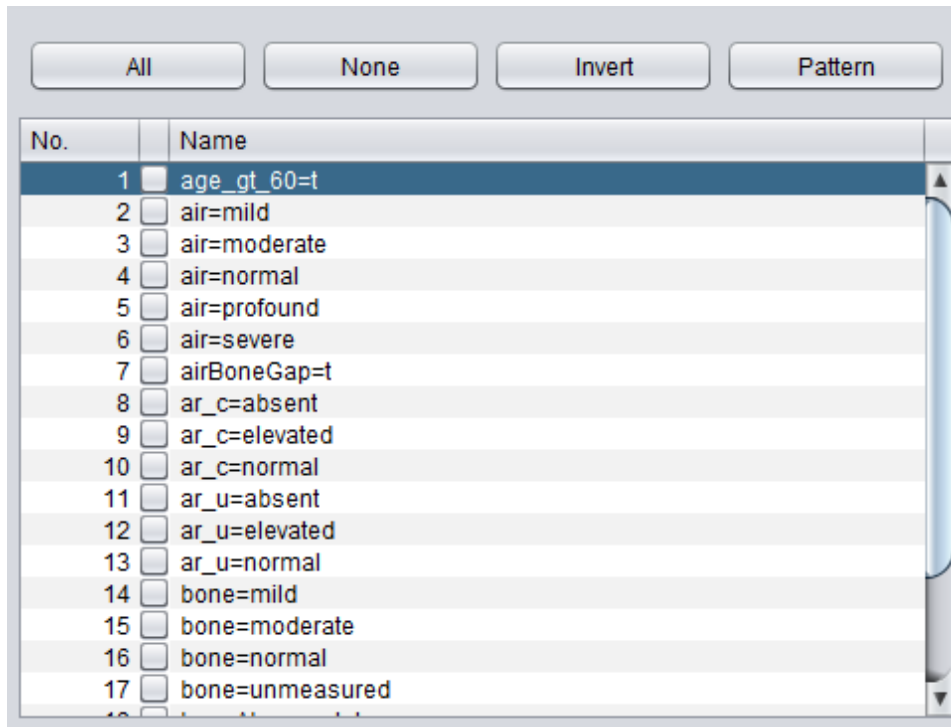 All None Invert Pattern
No. Name
1 age_gt_60=t
2 air=mild
3 air=moderate
4 air=normal
5 air=profound
6 air=severe
7 airBoneGap=t
8 ar_c=absent
9 ar_c=elevated
10 ar_c=normal
11 ar_u=absent
12 ar_u=elevated
13 ar_u=normal
14 bone=mild
15 bone=moderate
16 bone=normal
17 bone=unmeasured